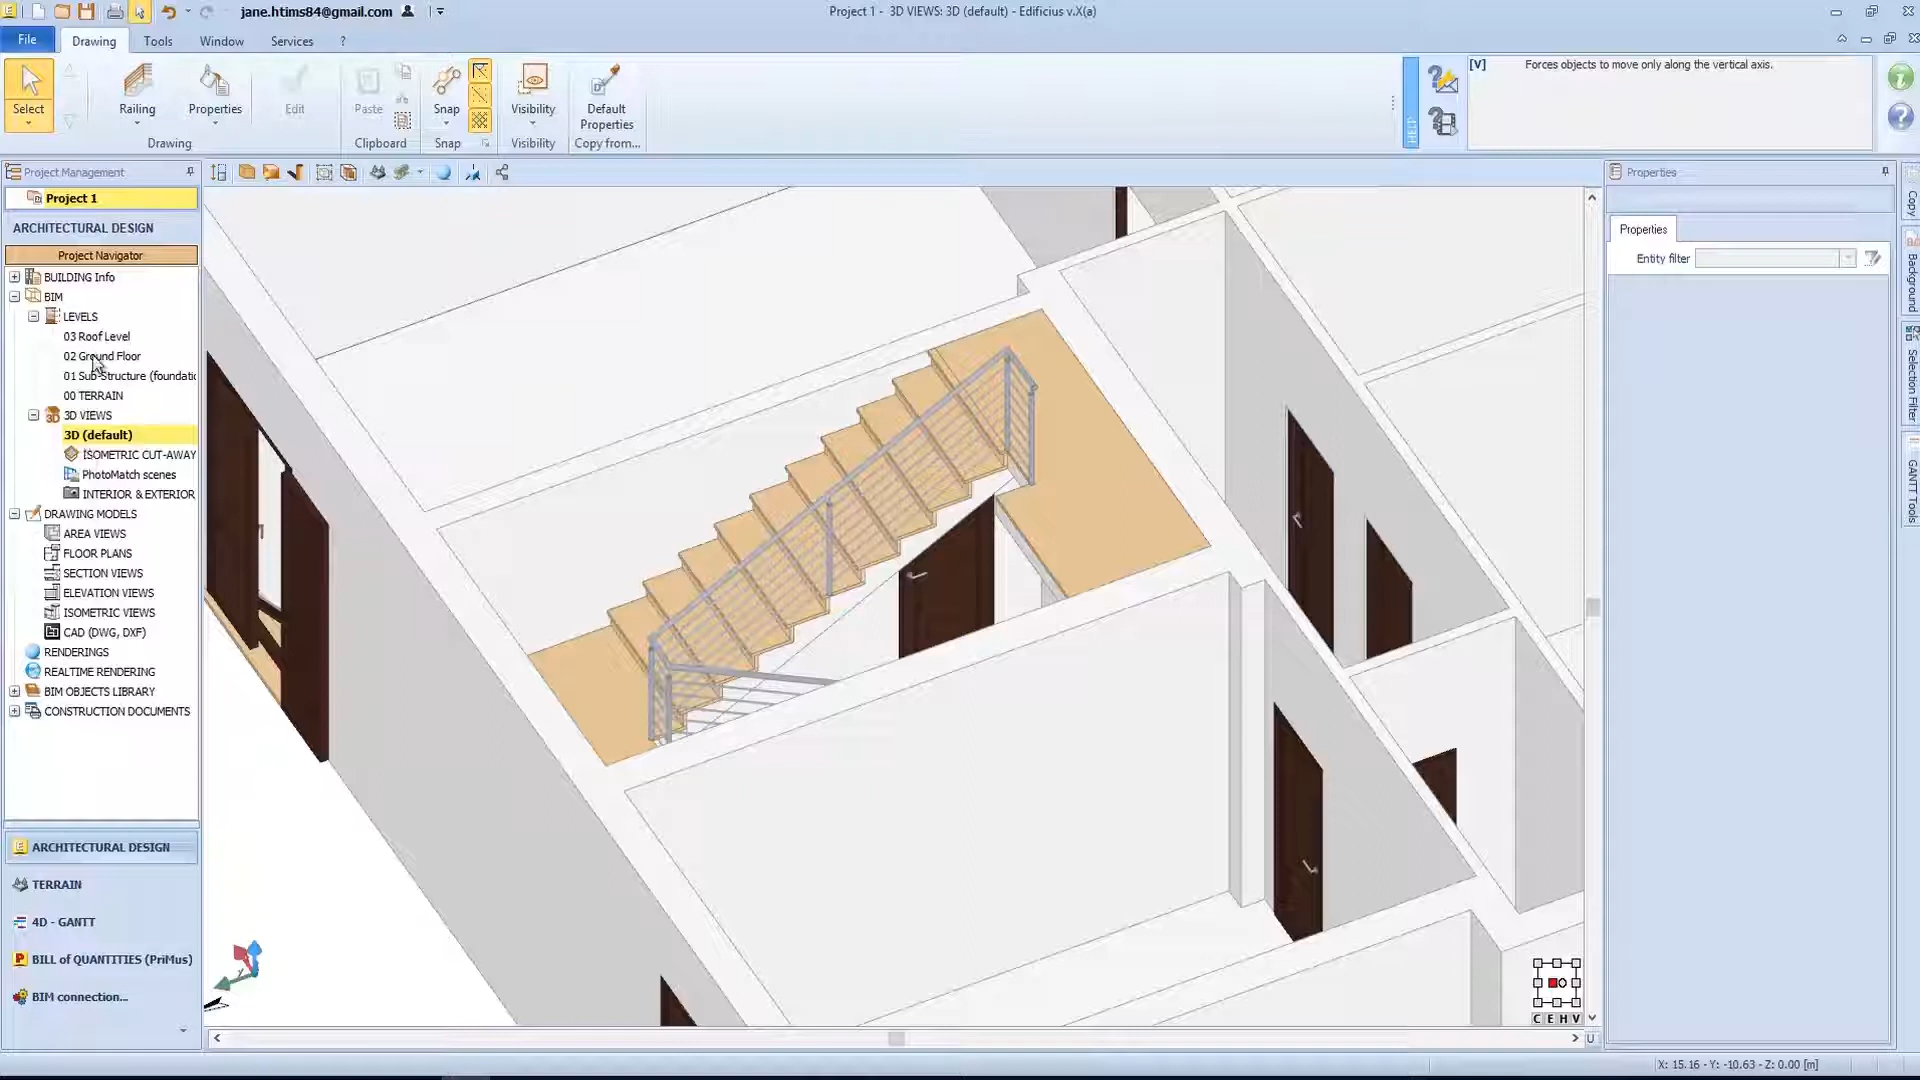 jane.htims84@gmail.com
Project 1 - 3D VIEWS: 3D (default) - Edificius v.X(a)
File
Drawing
Tools
Window
Services
?
Select
Railing
Properties
Edit
Drawing
Paste
Clipboard
Snap
Snap
Visibility
Visibility
Default
Properties
Copy from...
HELP
[V] Forces objects to move only along the vertical axis.
Project Management
Project 1
ARCHITECTURAL DESIGN
Project Navigator
BUILDING Info
BIM
LEVELS
03 Roof Level
02 Ground Floor
01 Sub-Structure (foundatic
00 TERRAIN
3D VIEWS
3D (default)
ISOMETRIC CUT-AWAY
PhotoMatch scenes
INTERIOR & EXTERIOR
DRAWING MODELS
AREA VIEWS
FLOOR PLANS
SECTION VIEWS
ELEVATION VIEWS
ISOMETRIC VIEWS
CAD (DWG, DXF)
RENDERINGS
REALTIME RENDERING
BIM OBJECTS LIBRARY
CONSTRUCTION DOCUMENTS
ARCHITECTURAL DESIGN
TERRAIN
4D - GANTT
BILL of QUANTITIES (PriMus)
BIM connection...
Properties
Properties
Entity filter
Copy
Background
Selection Filter
GANTT Tools
C E H V
U
X: 15.16 - Y: -10.63 - Z: 0.00 [m]